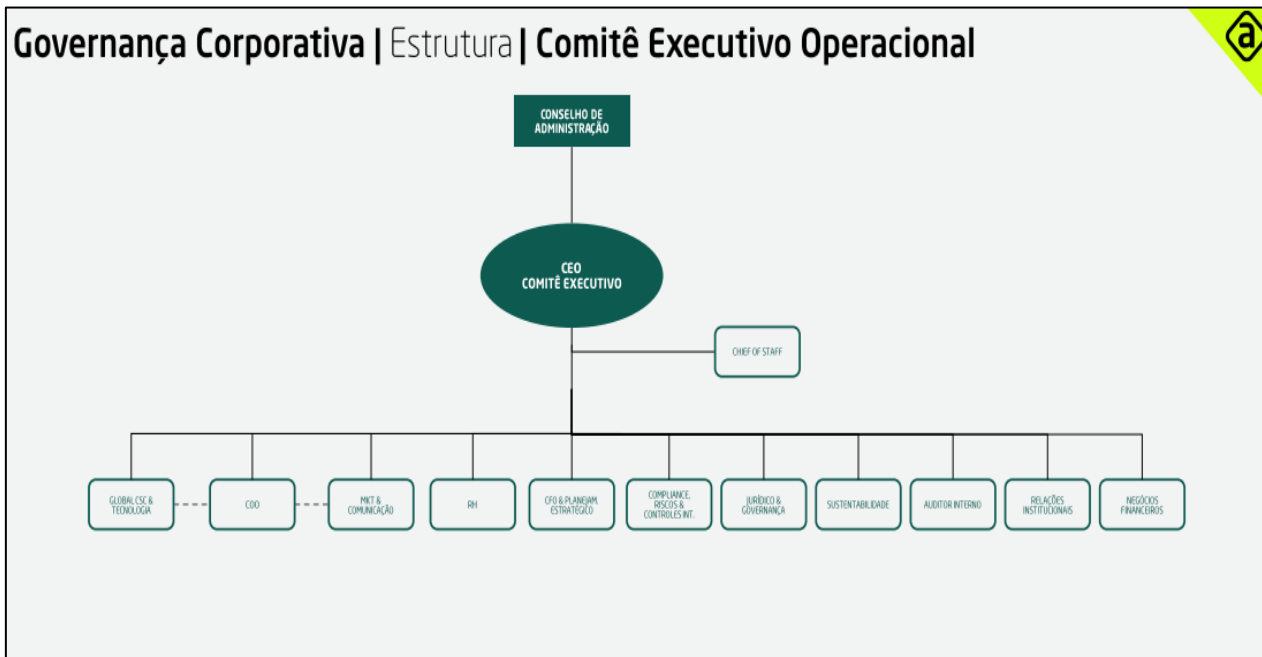 Governança Corporativa | Estrutura | Comitê Executivo Operacional
a
CONSELHO DE
ADMINISTRAÇÃO
CEO
COMITÊ EXECUTIVO
CHIEF OF STAFF
GLOBAL CSC &
TECNOLOGIA
COO
MKT &
COMUNICAÇÃO
RH
CFO & PLANEJAM.
ESTRATÉGICO
COMPLIANCE,
RISCOS &
CONTROLES INT.
JURÍDICO &
GOVERNANÇA
SUSTENTABILIDADE
AUDITOR INTERNO
RELAÇÕES
INSTITUCIONAIS
NEGÓCIOS
FINANCEIROS